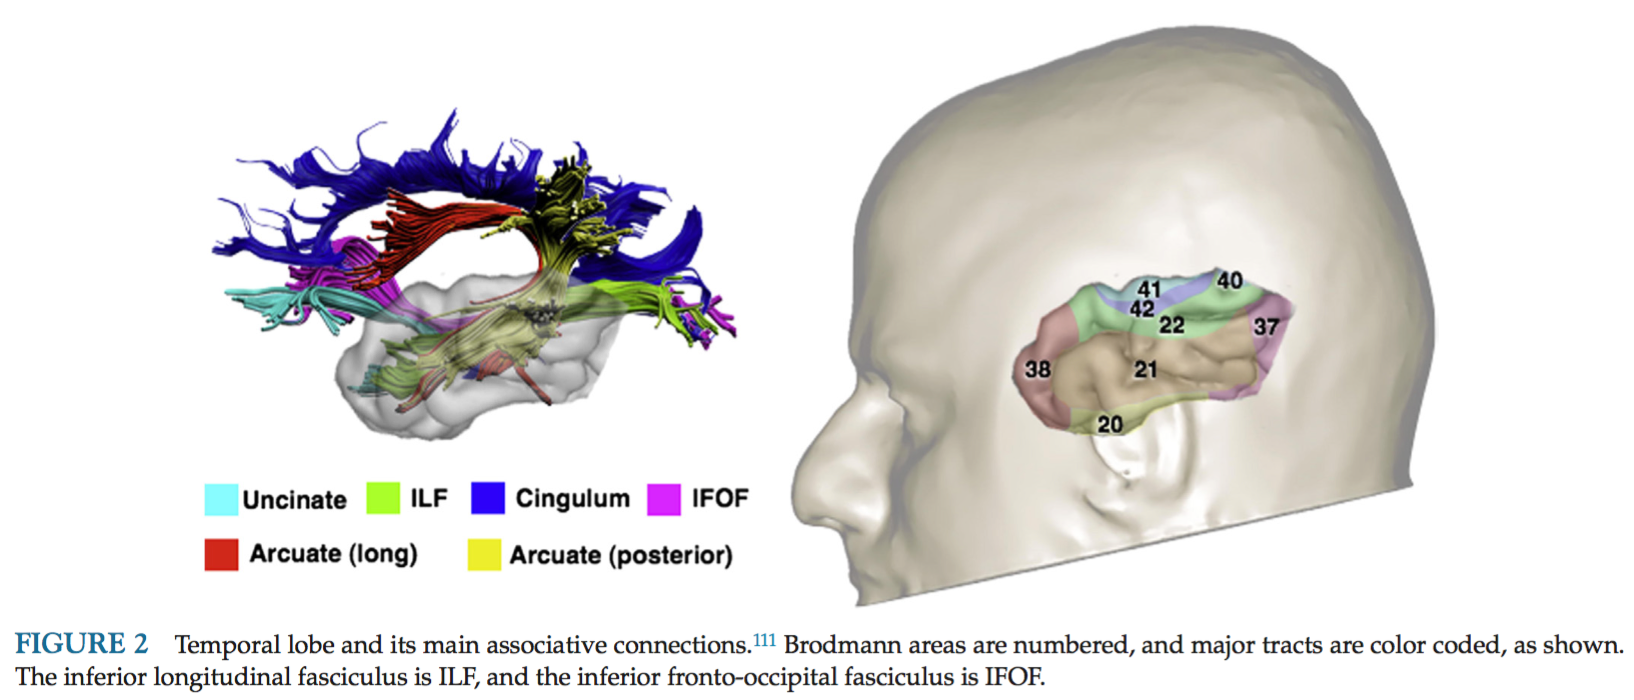 Uncinate ILF Cingulum IFOF
Arcuate (long) Arcuate (posterior)
41
40
42
22
37
38
21
20
FIGURE 2 Temporal lobe and its main associative connections.111 Brodmann areas are numbered, and major tracts are color coded, as shown.
The inferior longitudinal fasciculus is ILF, and the inferior fronto-occipital fasciculus is IFOF.